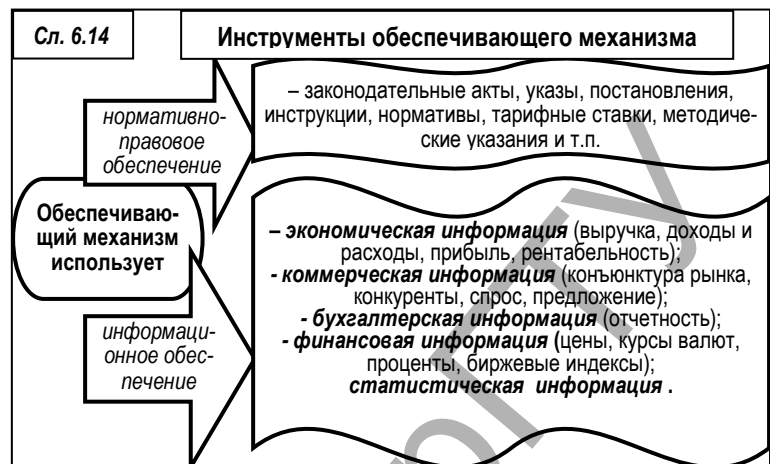 Сл. 6.14
Инструменты обеспечивающего механизма
– законодательные акты, указы, постановления,
инструкции, нормативы, тарифные ставки, методиче-
ские указания и т.п.
нормативно-
правовое
обеспечение
Обеспечиваю-
щий механизм
использует
– экономическая информация (выручка, доходы и
расходы, прибыль, рентабельность);
- коммерческая информация (конъюнктура рынка,
конкуренты, спрос, предложение);
- бухгалтерская информация (отчетность);
- финансовая информация (цены, курсы валют,
проценты, биржевые индексы);
статистическая информация .
информаци-
онное обес-
печение